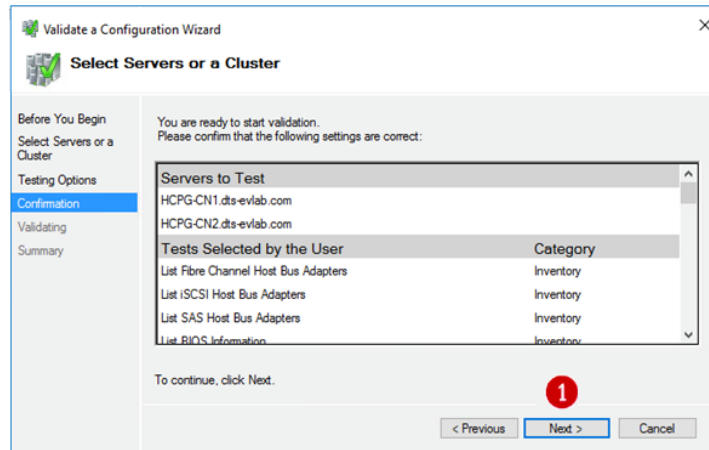 Validate a Configuration Wizard
Select Servers or a Cluster
Before You Begin
Select Servers or a
Cluster
Testing Options
Confirmation
Validating
Summary
You are ready to start validation.
Please confirm that the following settings are correct:
Servers to Test
HCPG-CN1.dts-evlab.com
HCPG-CN2.dts-evlab.com
Tests Selected by the User Category
List Fibre Channel Host Bus Adapters Inventory
List iSCSI Host Bus Adapters Inventory
List SAS Host Bus Adapters Inventory
List BIOS Information Inventory
To continue, click Next.
1
< Previous Next > Cancel